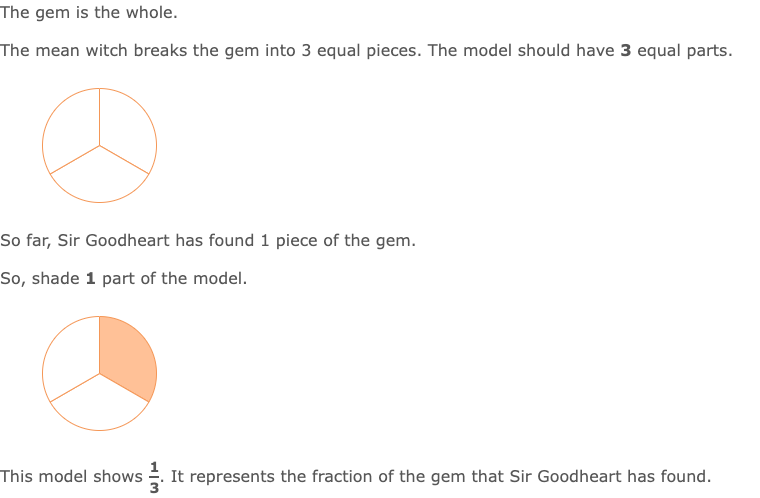 The gem is the whole.
The mean witch breaks the gem into 3 equal pieces. The model should have 3 equal parts.
So far, Sir Goodheart has found 1 piece of the gem.
So, shade 1 part of the model.
This model shows 1/3. It represents the fraction of the gem that Sir Goodheart has found.